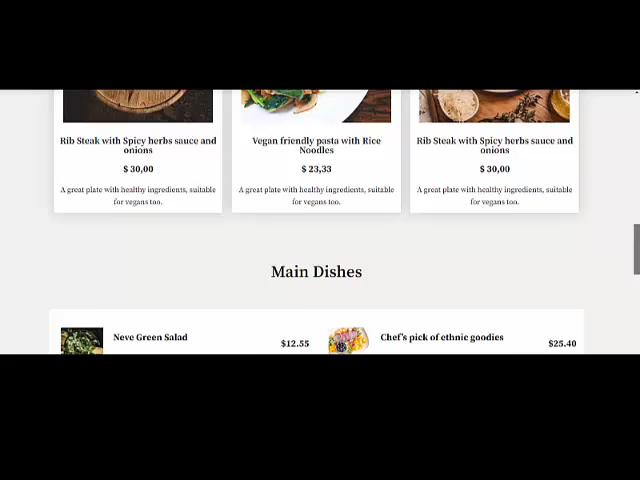 Rib Steak with Spicy herbs sauce and
onions
$ 30,00
A great plate with healthy ingredients, suitable
for vegans too.
Vegan friendly pasta with Rice
Noodles
$ 23,33
A great plate with healthy ingredients, suitable
for vegans too.
Rib Steak with Spicy herbs sauce and
onions
$ 30,00
A great plate with healthy ingredients, suitable
for vegans too.
Main Dishes
Neve Green Salad
$12.55
Chef's pick of ethnic goodies
$25.40